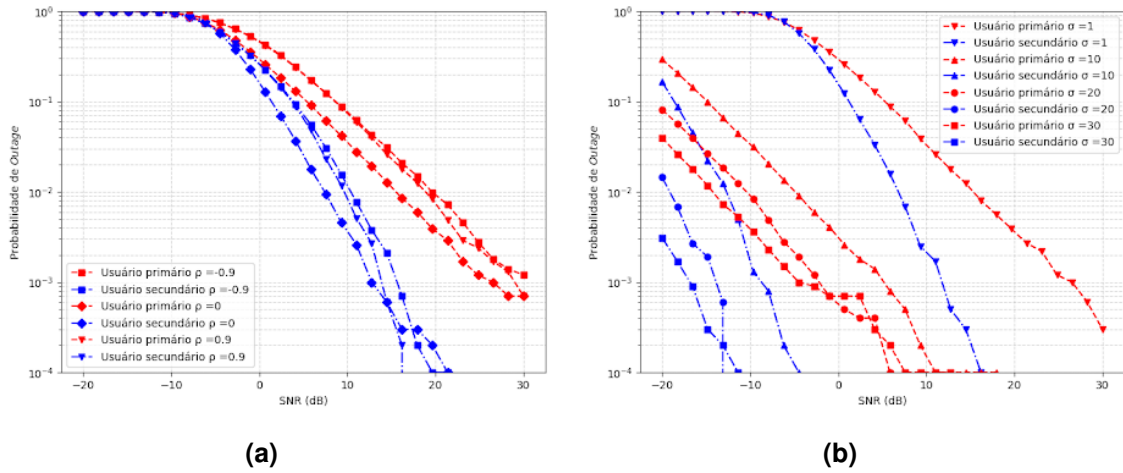 10⁰
10⁻¹
10⁻²
10⁻³
10⁻⁴
Probabilidade de Outage
Usuário primário ρ =-0.9
Usuário secundário ρ =-0.9
Usuário primário ρ =0
Usuário secundário ρ =0
Usuário primário ρ =0.9
Usuário secundário ρ =0.9
−20 −10 0 10 20 30
SNR (dB)
(a)
10⁰
10⁻¹
10⁻²
10⁻³
10⁻⁴
Probabilidade de Outage
Usuário primário σ =1
Usuário secundário σ =1
Usuário primário σ =10
Usuário secundário σ =10
Usuário primário σ =20
Usuário secundário σ =20
Usuário primário σ =30
Usuário secundário σ =30
−20 −10 0 10 20 30
SNR (dB)
(b)